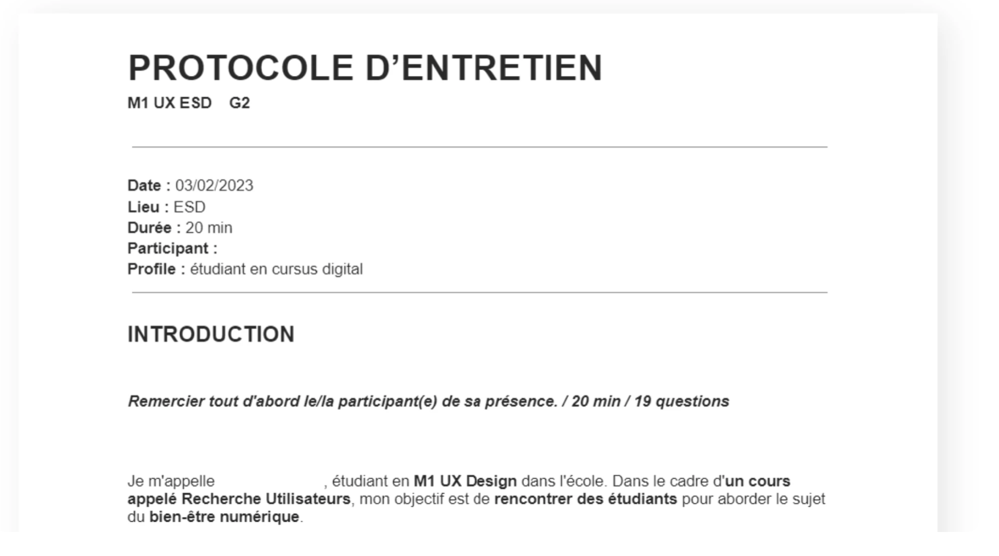 PROTOCOLE D’ENTRETIEN
M1 UX ESD G2
Date : 03/02/2023
Lieu : ESD
Durée : 20 min
Participant :
Profile : étudiant en cursus digital
INTRODUCTION
Remercier tout d'abord le/la participant(e) de sa présence. / 20 min / 19 questions
Je m'appelle , étudiant en M1 UX Design dans l'école. Dans le cadre d'un cours
appelé Recherche Utilisateurs, mon objectif est de rencontrer des étudiants pour aborder le sujet
du bien-être numérique.